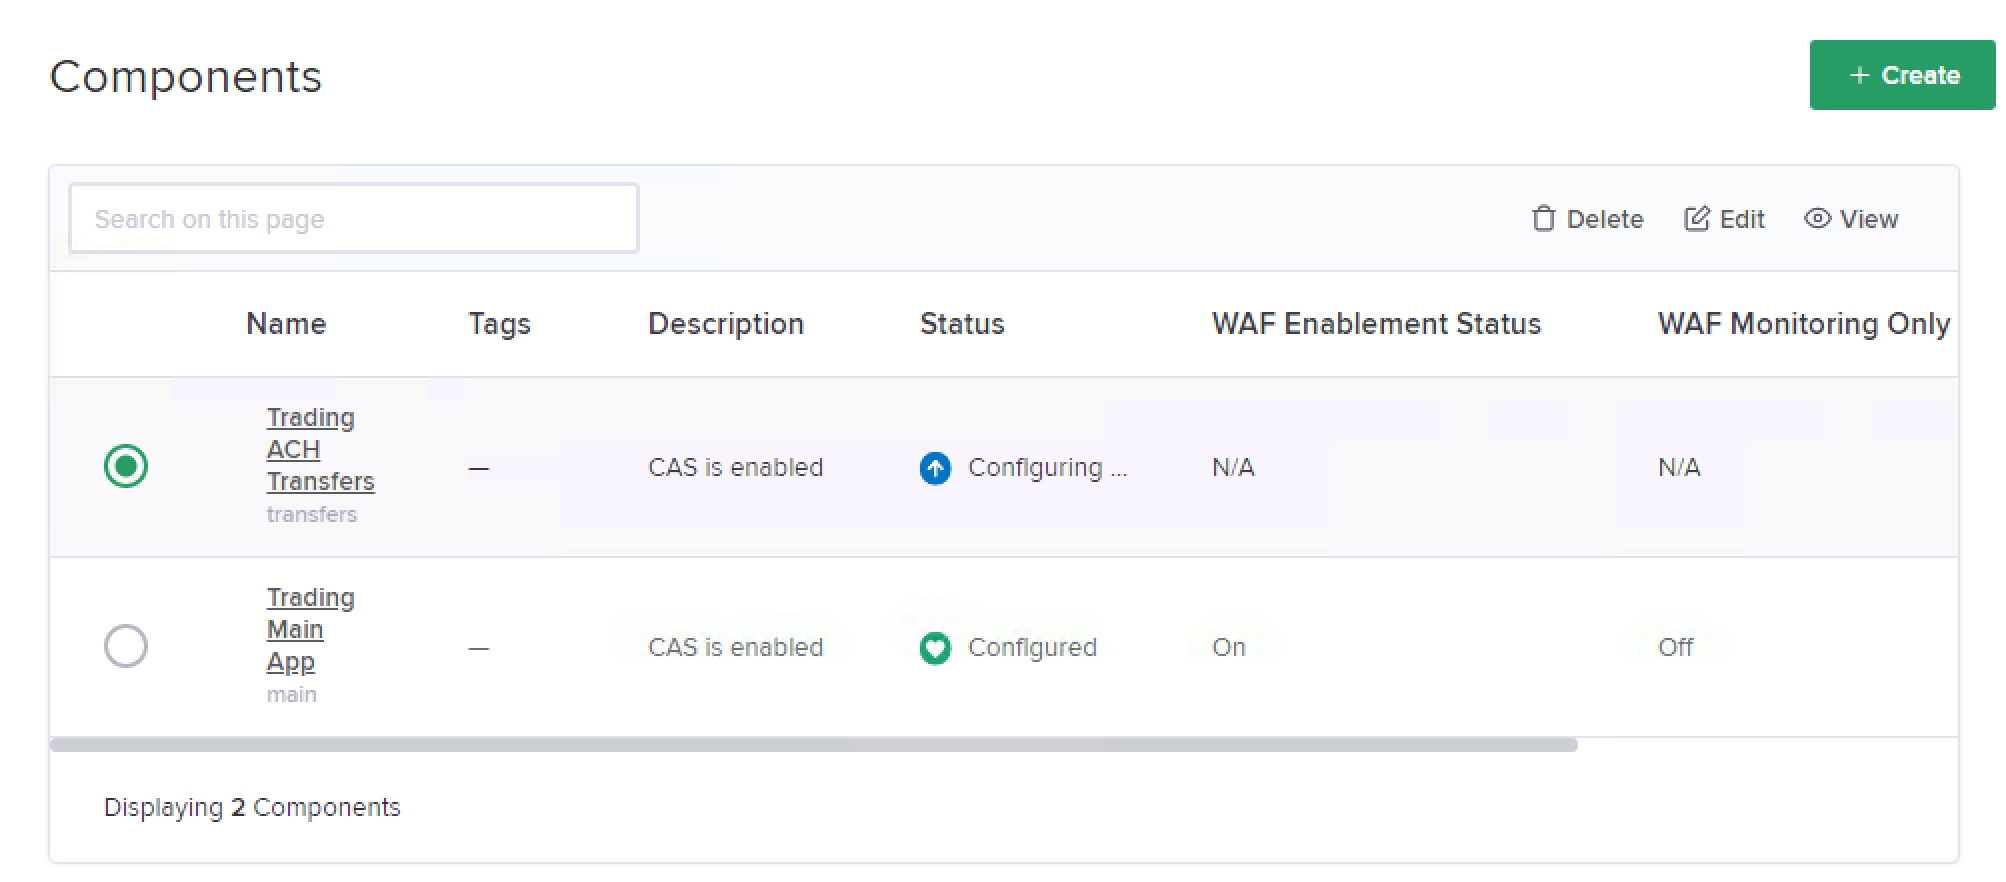 Components
+ Create
Search on this page
Delete Edit View
Name Tags Description Status WAF Enablement Status WAF Monitoring Only
Trading
ACH
Transfers
transfers
— CAS is enabled Configuring ... N/A N/A
Trading
Main
App
main
— CAS is enabled Configured On Off
Displaying 2 Components